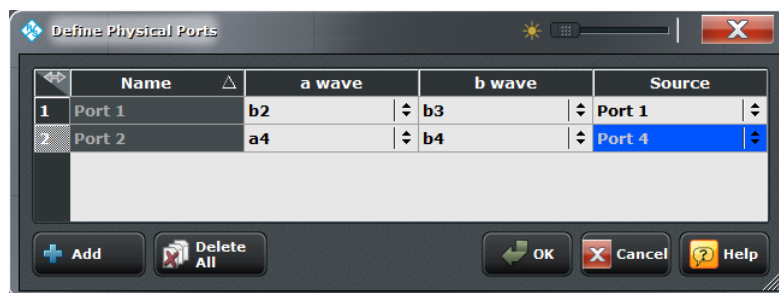 Define Physical Ports
Name a wave b wave Source
1 Port 1 b2 b3 Port 1
2 Port 2 a4 b4 Port 4
Add Delete All OK Cancel Help